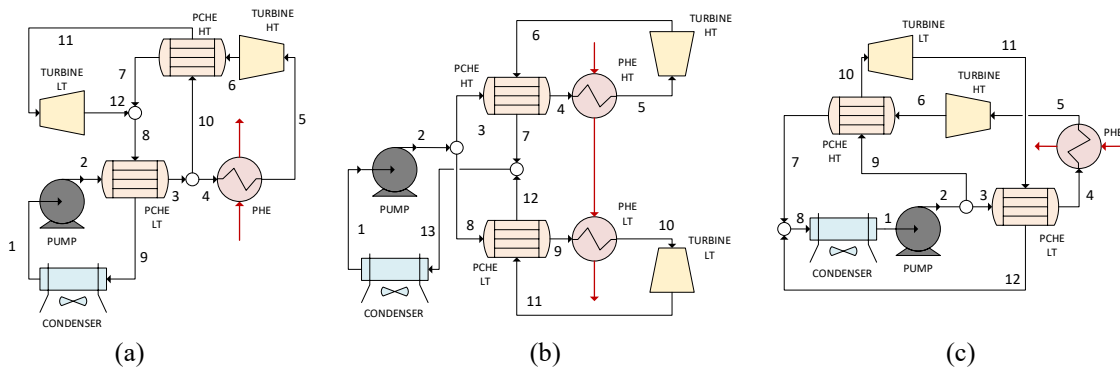 11
PCHE
HT
TURBINE
HT
7
6
TURBINE
LT
12
10
5
8
2
3
4
PUMP
PCHE
LT
PHE
1
9
CONDENSER
(a)
6
TURBINE
HT
PCHE
HT
PHE
HT
2
3
4
5
7
PUMP
12
PHE
LT
1
13
8
9
10
TURBINE
LT
PCHE
LT
CONDENSER
11
(b)
TURBINE
LT
11
10
TURBINE
HT
6
5
PHE
PCHE
HT
7
9
8
1
2
3
4
CONDENSER
PUMP
PCHE
LT
12
(c)